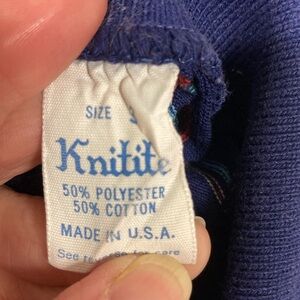 SIZE
Knitite
50% POLYESTER
50% COTTON
MADE IN U.S.A.
See for care